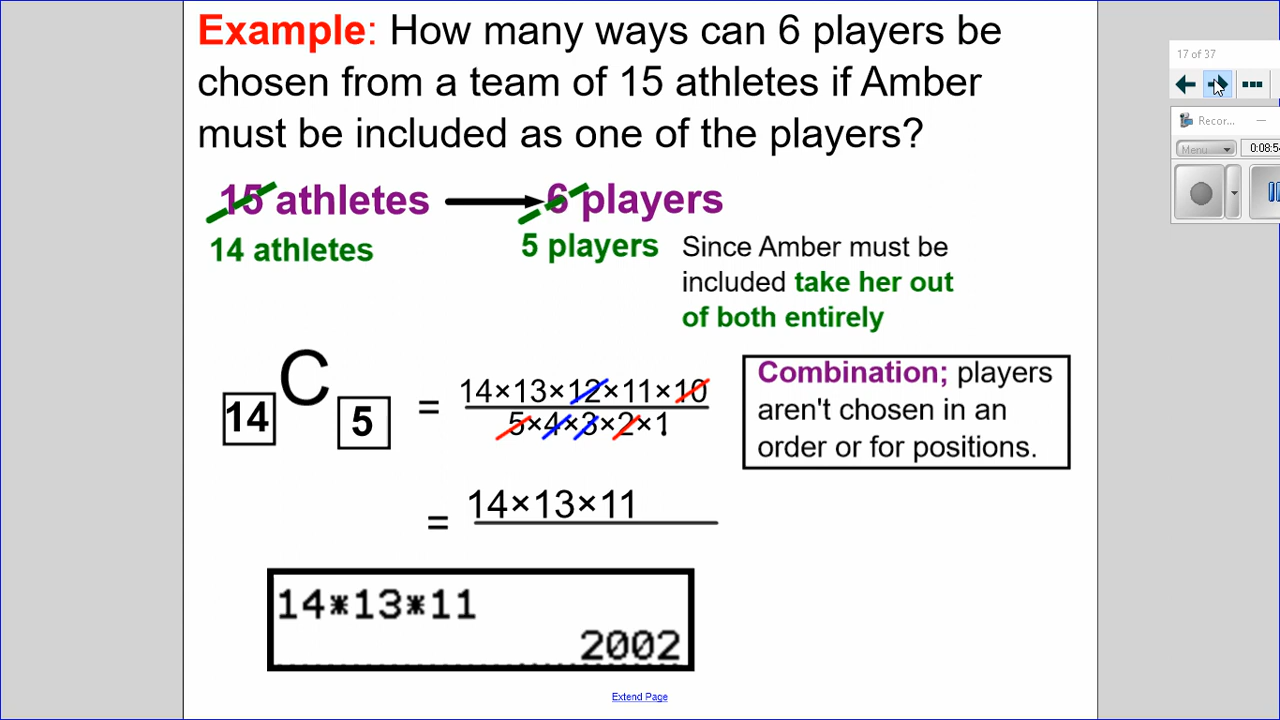 Example: How many ways can 6 players be
chosen from a team of 15 athletes if Amber
must be included as one of the players?
15 athletes → 6 players
14 athletes
5 players
Since Amber must be
included take her out
of both entirely
14 C 5
= 14×13×12×11×10
5×4×3×2×1
Combination; players
aren't chosen in an
order or for positions.
= 14×13×11
14*13*11
2002
Extend Page
17 of 37
Recor...
Menu